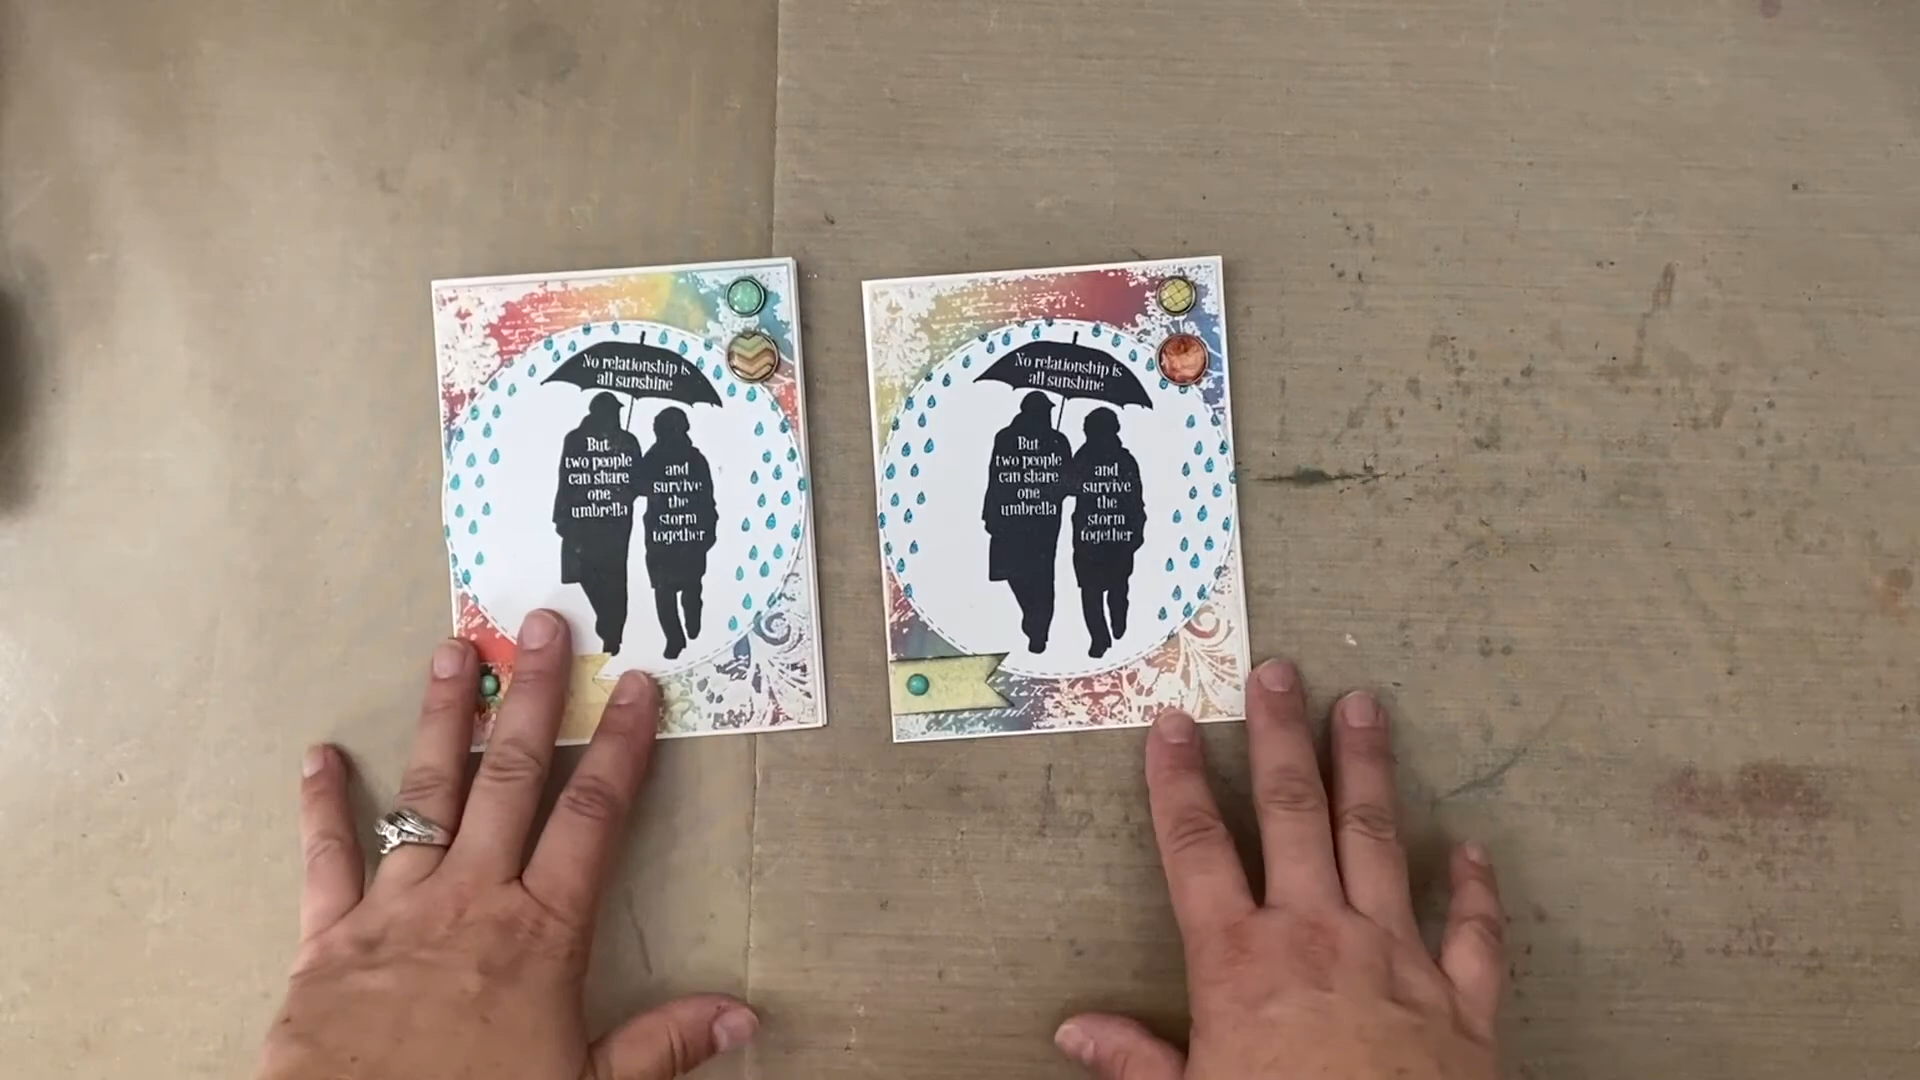 No relationship is
all sunshine
But
two people
can share
one
umbrella
and
survive
the
storm
together
No relationship is
all sunshine
But
two people
can share
one
umbrella
and
survive
the
storm
together